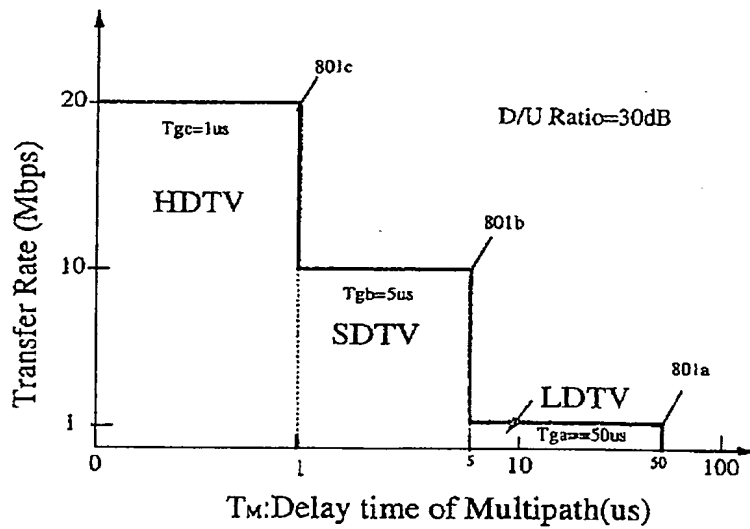 801c
20
Tgc=1us
D/U Ratio=30dB
HDTV
Transfer Rate (Mbps)
801b
10
Tgb=5us
SDTV
801a
LDTV
1
Tga==50us
0
1
5
10
50
100
TM:Delay time of Multipath(us)